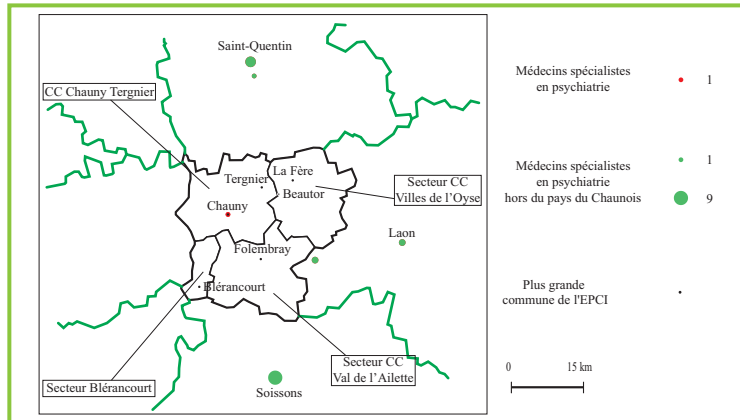 Saint-Quentin
CC Chauny Tergnier
La Fère
Tergnier
Beautor
Secteur CC
Villes de l'Oyse
Chauny
Laon
Folembray
Blérancourt
Secteur Blérancourt
Secteur CC
Val de l'Ailette
Soissons
Médecins spécialistes
en psychiatrie
1
Médecins spécialistes
en psychiatrie
hors du pays du Chaunois
1
9
Plus grande
commune de l'EPCI
0
15 km